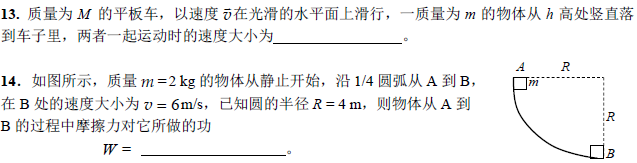 13. 质量为 M 的平板车，以速度 v⃗ 在光滑的水平面上滑行，一质量为 m 的物体从 h 高处竖直落
到车子里，两者一起运动时的速度大小为____________________。
14. 如图所示，质量 m = 2 kg 的物体从静止开始，沿 1/4 圆弧从 A 到 B，
在 B 处的速度大小为 v = 6m/s，已知圆的半径 R = 4 m，则物体从 A 到
B 的过程中摩擦力对它所做的功
W = ____________________。
A R
m
R
B